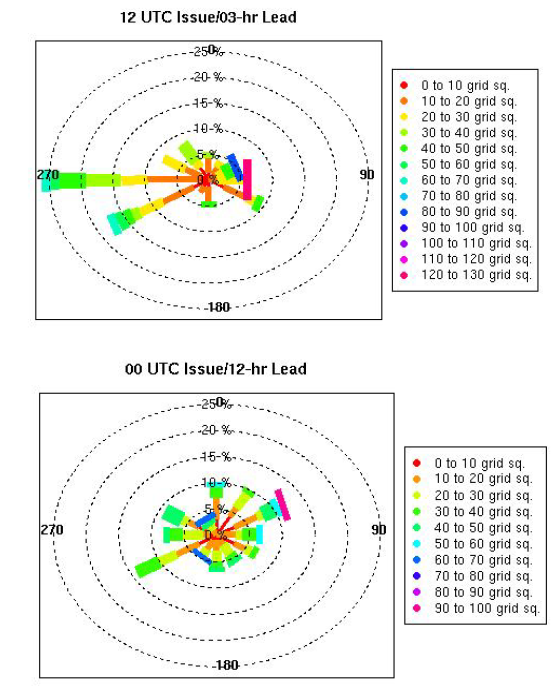 12 UTC Issue/03-hr Lead
0
25 %
20 %
15 %
10 %
5 %
0 %
270
90
180
0 to 10 grid sq.
10 to 20 grid sq.
20 to 30 grid sq.
30 to 40 grid sq.
40 to 50 grid sq.
50 to 60 grid sq.
60 to 70 grid sq.
70 to 80 grid sq.
80 to 90 grid sq.
90 to 100 grid sq.
100 to 110 grid sq.
110 to 120 grid sq.
120 to 130 grid sq.
00 UTC Issue/12-hr Lead
0
25 %
20 %
15 %
10 %
5 %
0 %
270
90
180
0 to 10 grid sq.
10 to 20 grid sq.
20 to 30 grid sq.
30 to 40 grid sq.
40 to 50 grid sq.
50 to 60 grid sq.
60 to 70 grid sq.
70 to 80 grid sq.
80 to 90 grid sq.
90 to 100 grid sq.